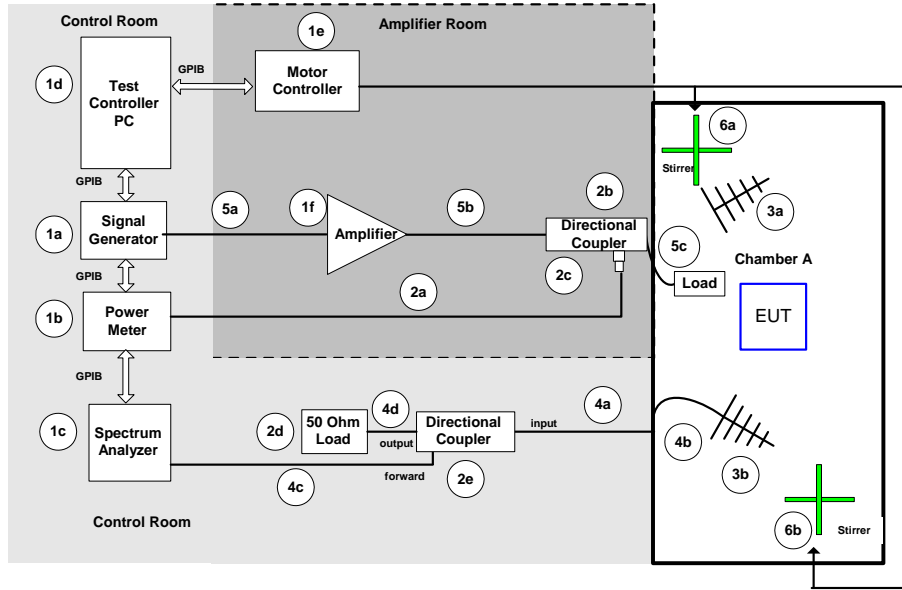 Control Room
Amplifier Room
1e
1d
GPIB
Test
Controller
PC
Motor
Controller
6a
Stirrer
GPIB
5a
1f
5b
2b
3a
1a
Signal
Generator
Amplifier
Directional
Coupler
5c
Chamber A
GPIB
2a
2c
Load
1b
Power
Meter
EUT
GPIB
4d
4a
1c
Spectrum
Analyzer
2d
50 Ohm
Load
output
Directional
Coupler
input
4b
3b
4c
forward
2e
Control Room
6b
Stirrer